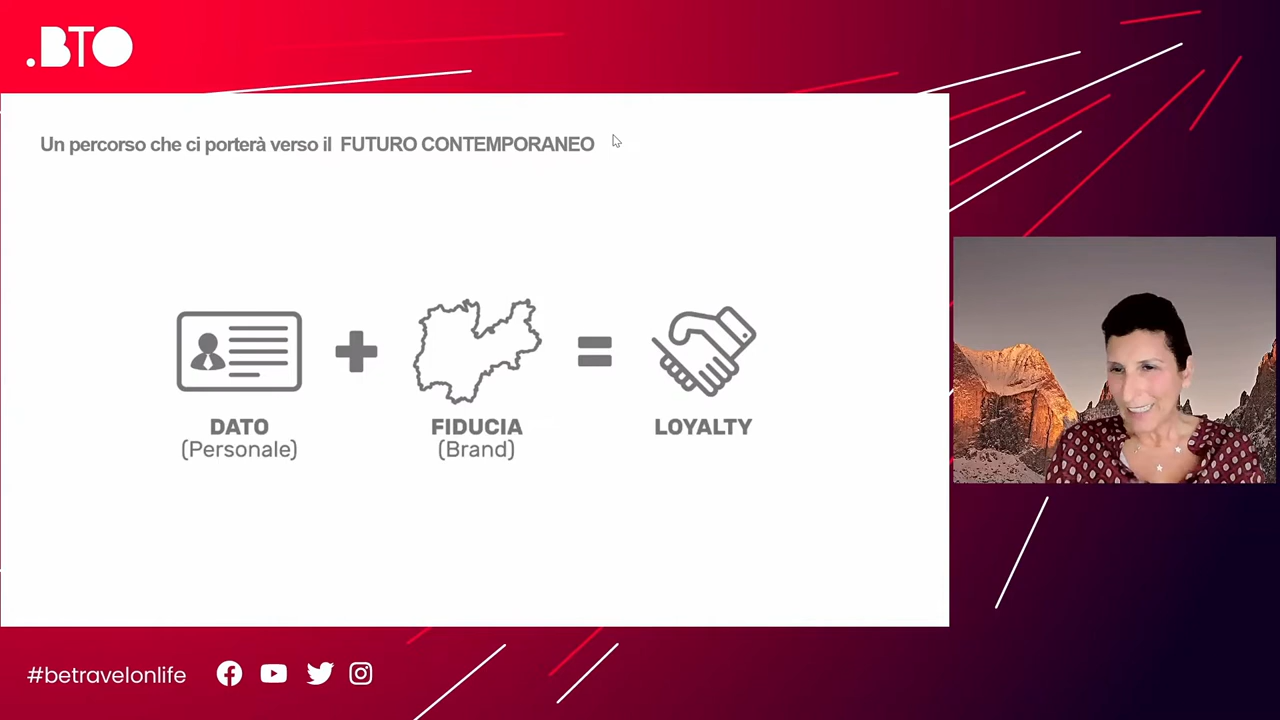 .BTO
Un percorso che ci porterà verso il FUTURO CONTEMPORANEO
DATO
(Personale)
FIDUCIA
(Brand)
LOYALTY
#betravelonlife